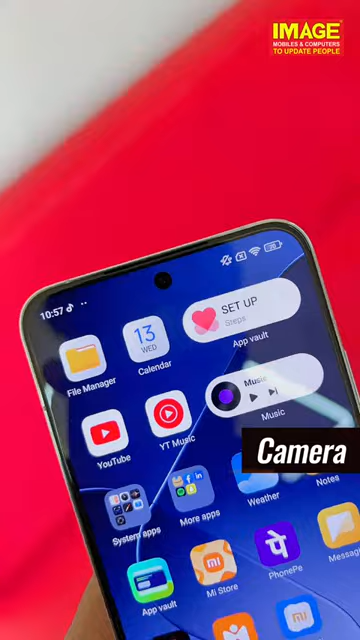 IMAGE
MOBILES & COMPUTERS
TO UPDATE PEOPLE
10:57
SET UP
Steps
App vault
13
WED
File Manager
Calendar
Music
Music
YouTube
YT Music
Camera
Notes
Weather
System apps
More apps
Messag
PhonePe
Mi Store
App vault